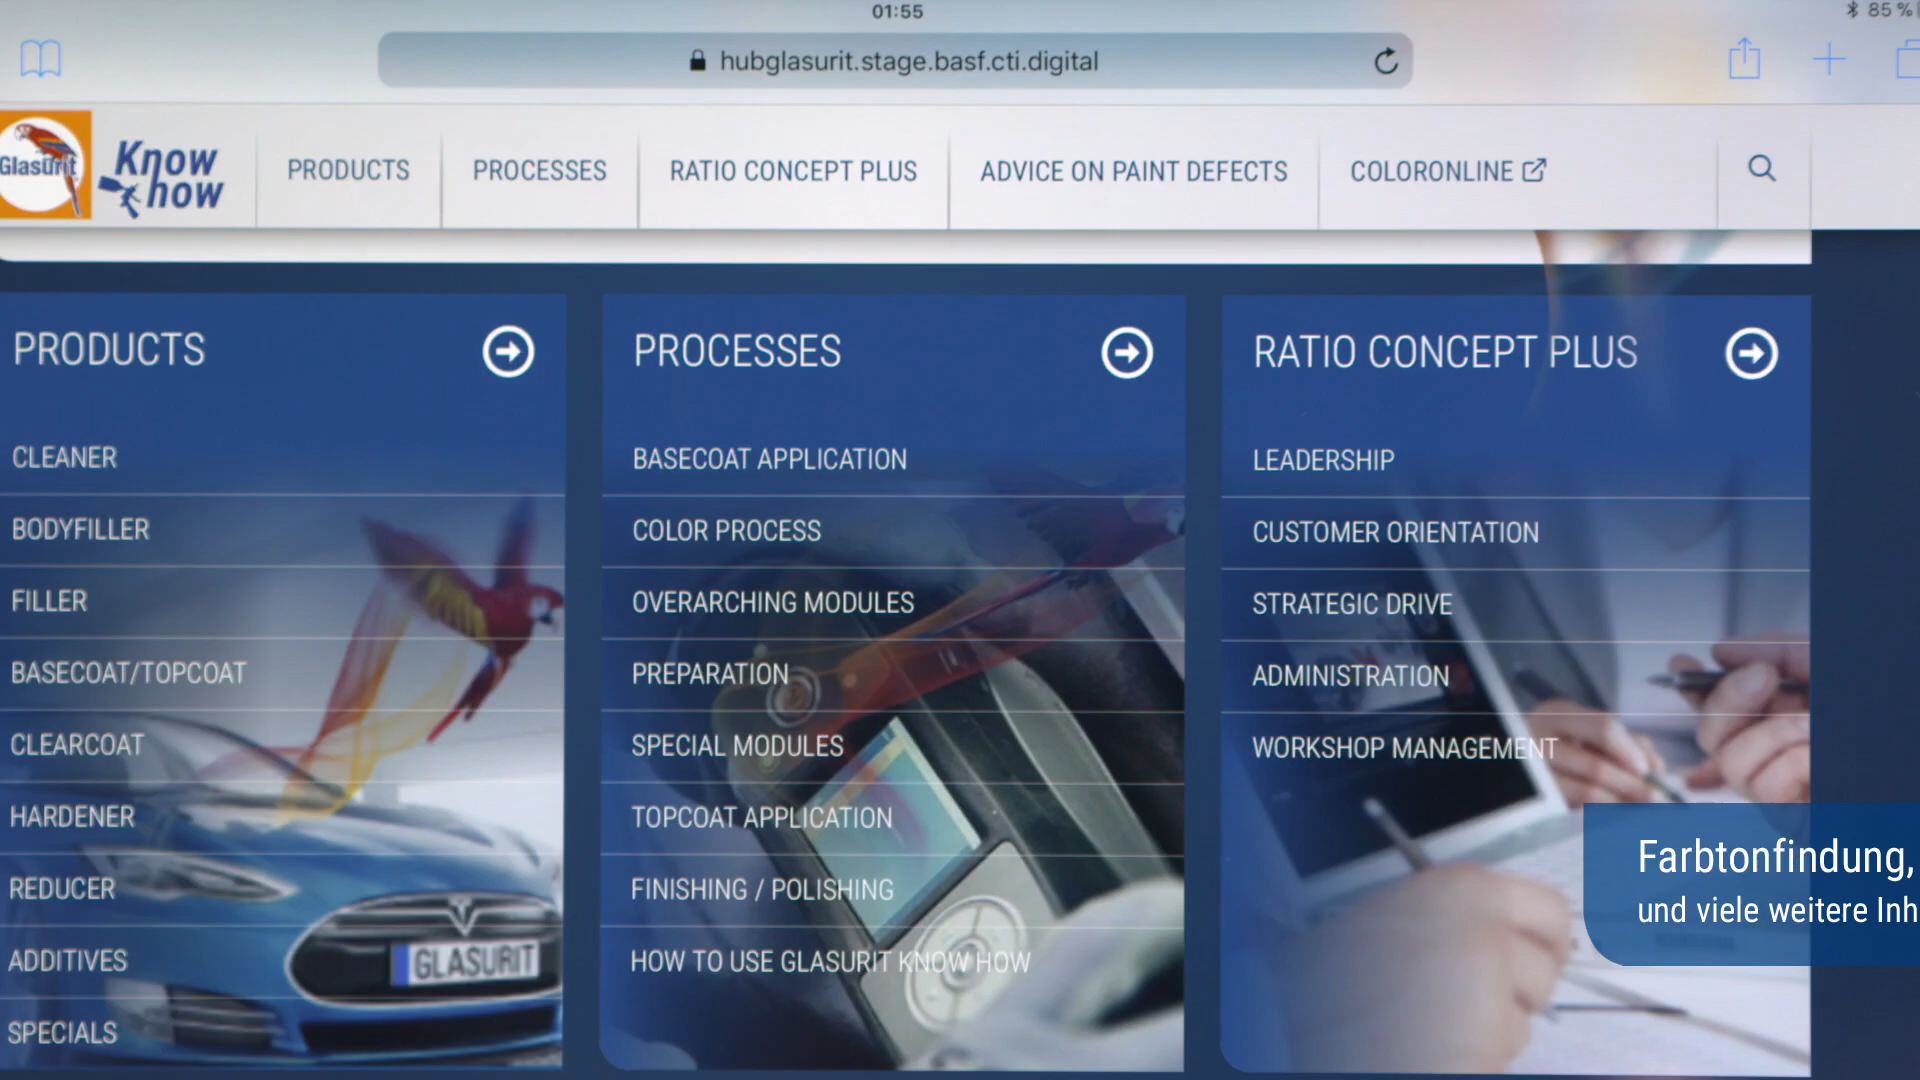 01:55
85 %
hubglasurit.stage.basf.cti.digital
Glasurit
Know how
PRODUCTS
PROCESSES
RATIO CONCEPT PLUS
ADVICE ON PAINT DEFECTS
COLORONLINE
PRODUCTS
CLEANER
BODYFILLER
FILLER
BASECOAT/TOPCOAT
CLEARCOAT
HARDENER
REDUCER
ADDITIVES
SPECIALS
GLASURIT
PROCESSES
BASECOAT APPLICATION
COLOR PROCESS
OVERARCHING MODULES
PREPARATION
SPECIAL MODULES
TOPCOAT APPLICATION
FINISHING / POLISHING
HOW TO USE GLASURIT KNOW HOW
RATIO CONCEPT PLUS
LEADERSHIP
CUSTOMER ORIENTATION
STRATEGIC DRIVE
ADMINISTRATION
WORKSHOP MANAGEMENT
Farbtonfindung,
und viele weitere Inh